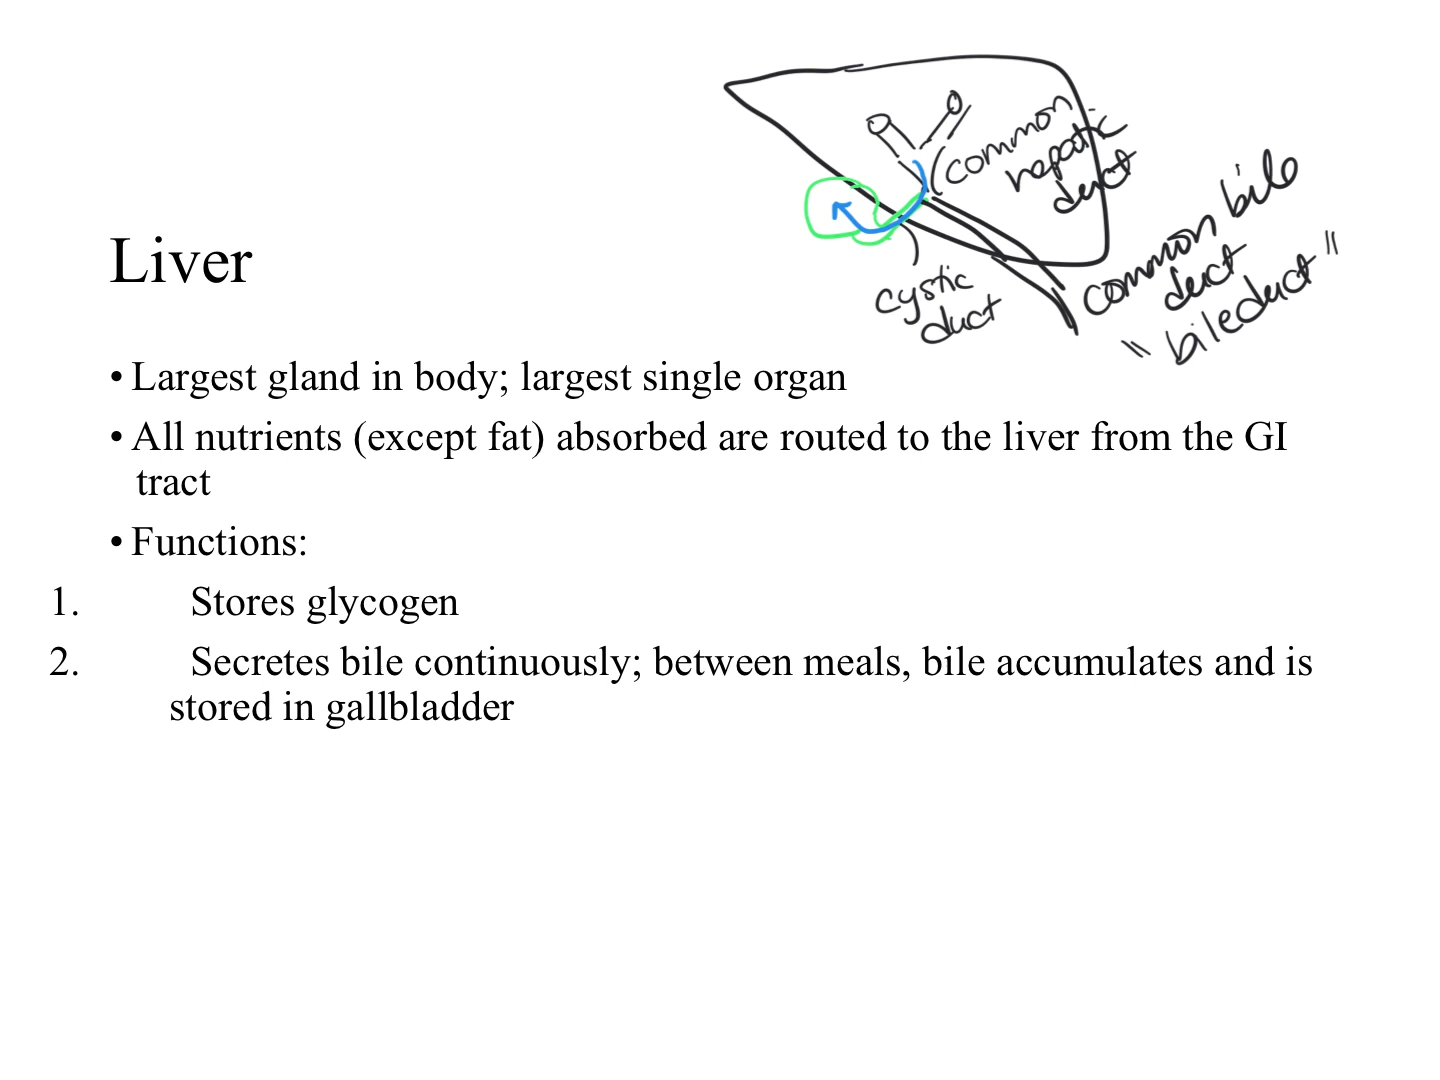 common
hepatic
duct
common bile
duct
"bile duct"
cystic
duct
Liver
• Largest gland in body; largest single organ
• All nutrients (except fat) absorbed are routed to the liver from the GI
tract
• Functions:
1. Stores glycogen
2. Secretes bile continuously; between meals, bile accumulates and is
stored in gallbladder